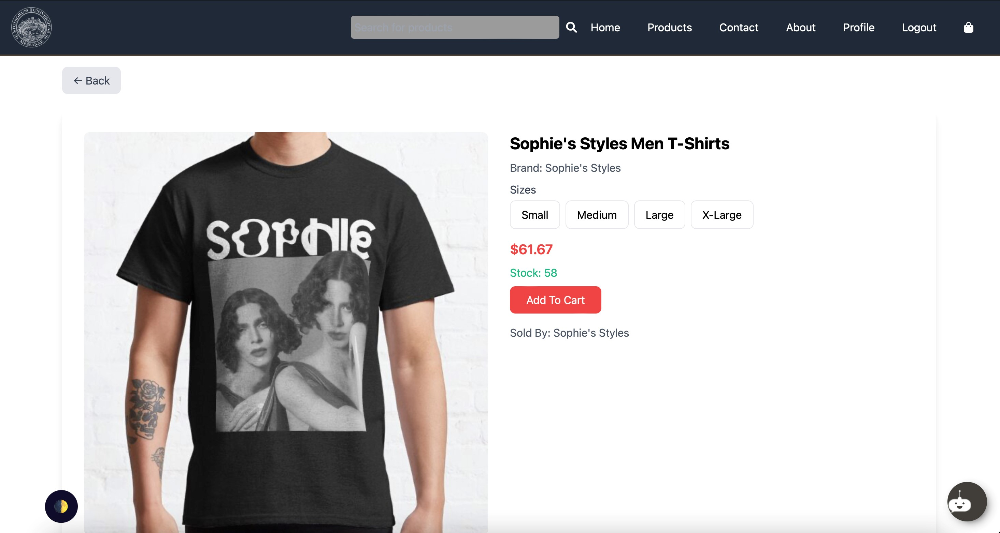 STUDIORUM UNIVERSITAS
MESSANAE
Search for products
Home
Products
Contact
About
Profile
Logout
← Back
Sophie's Styles Men T-Shirts
Brand: Sophie's Styles
Sizes
Small
Medium
Large
X-Large
$61.67
Stock: 58
Add To Cart
Sold By: Sophie's Styles
SOPHIE